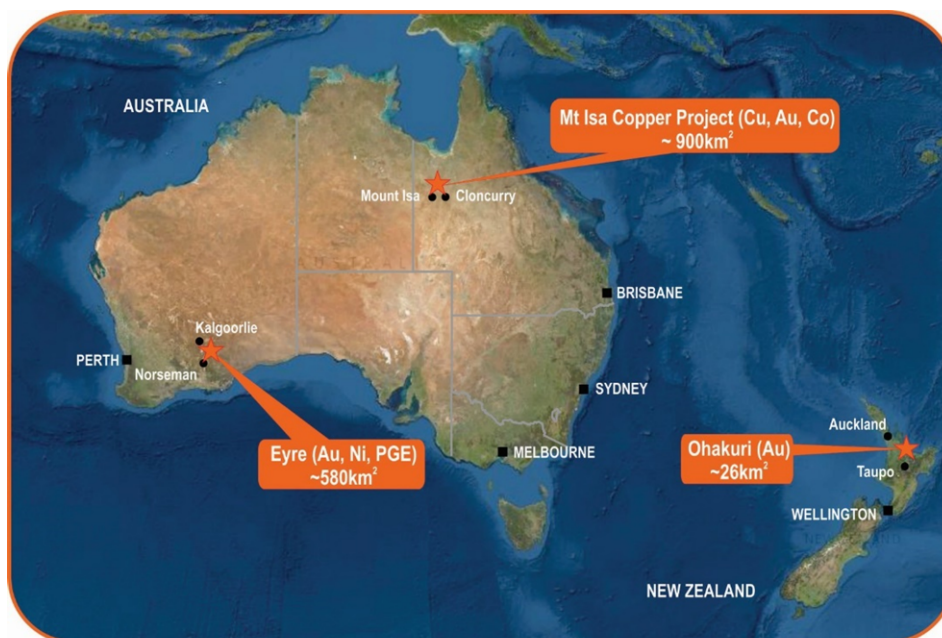 AUSTRALIA
Mt Isa Copper Project (Cu, Au, Co)
~ 900km²
Mount Isa
Cloncurry
BRISBANE
Kalgoorlie
PERTH
Norseman
SYDNEY
Auckland
Eyre (Au, Ni, PGE)
~580km²
MELBOURNE
Ohakuri (Au)
~26km²
Taupo
WELLINGTON
NEW ZEALAND